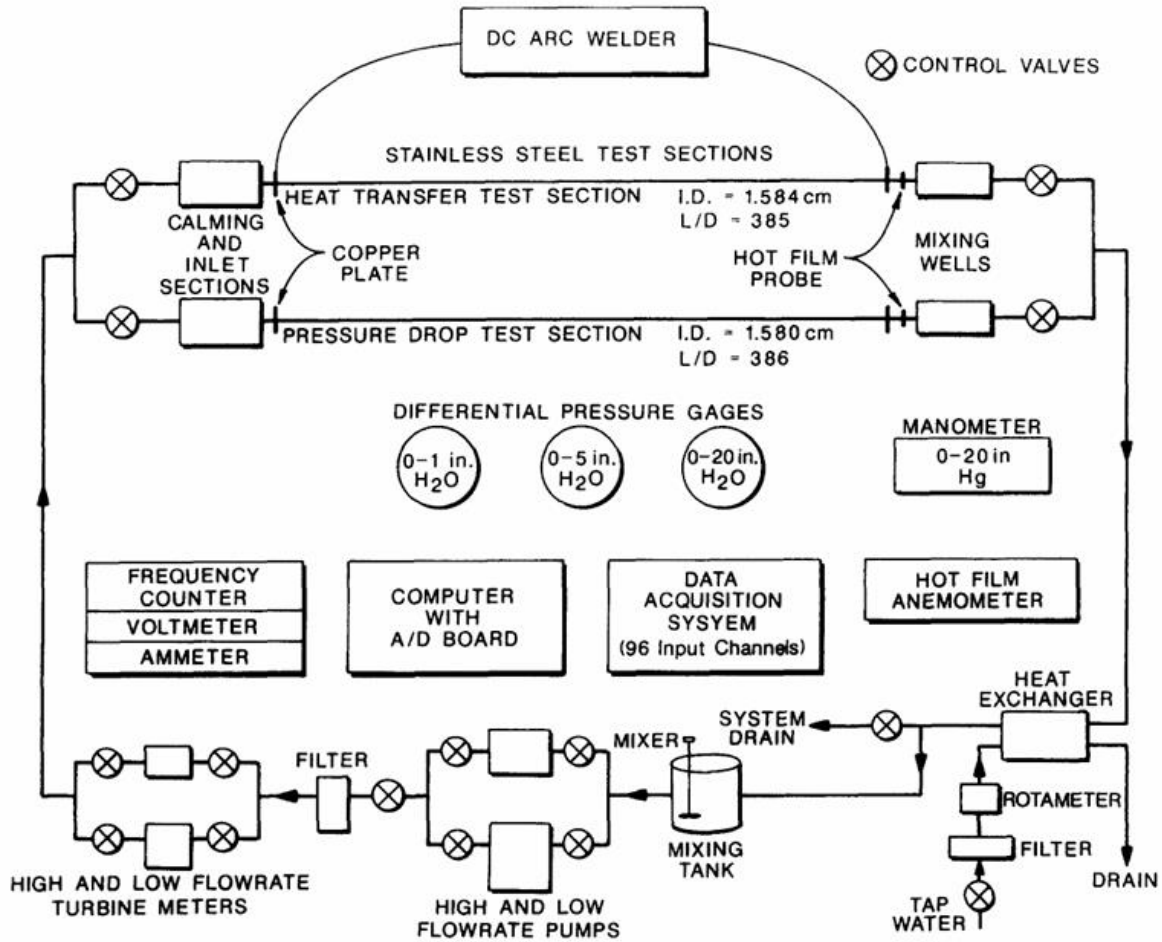 DC ARC WELDER
CONTROL VALVES
STAINLESS STEEL TEST SECTIONS
HEAT TRANSFER TEST SECTION
I.D. = 1.584 cm
L/D = 385
CALMING
AND
INLET
SECTIONS
COPPER
PLATE
HOT FILM
PROBE
MIXING
WELLS
PRESSURE DROP TEST SECTION
I.D. = 1.580 cm
L/D = 386
DIFFERENTIAL PRESSURE GAGES
0-1 in.
H2O
0-5 in.
H2O
0-20 in.
H2O
MANOMETER
0-20 in
Hg
FREQUENCY
COUNTER
VOLTMETER
AMMETER
COMPUTER
WITH
A/D BOARD
DATA
ACQUISITION
SYSYEM
(96 Input Channels)
HOT FILM
ANEMOMETER
HEAT
EXCHANGER
SYSTEM
DRAIN
MIXER
FILTER
ROTAMETER
FILTER
MIXING
TANK
DRAIN
TAP
WATER
HIGH AND LOW FLOWRATE
TURBINE METERS
HIGH AND LOW
FLOWRATE PUMPS